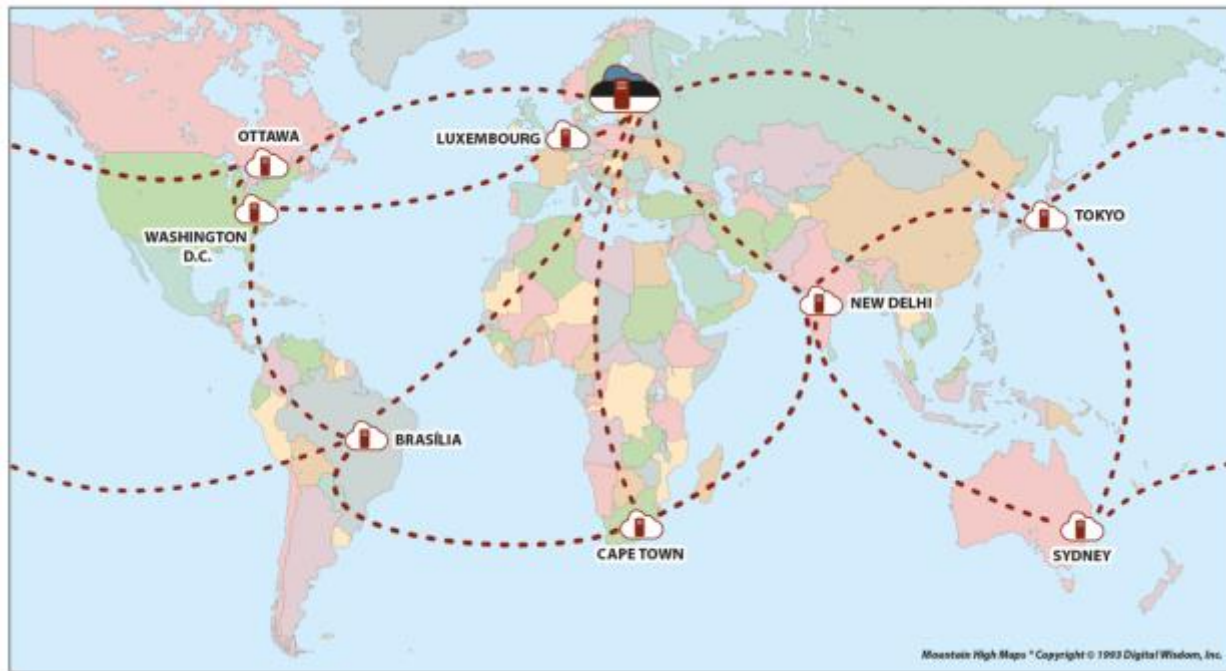 OTTAWA
LUXEMBOURG
WASHINGTON
D.C.
TOKYO
NEW DELHI
BRASÍLIA
CAPE TOWN
SYDNEY
Mountain High Maps ® Copyright © 1993 Digital Wisdom, Inc.